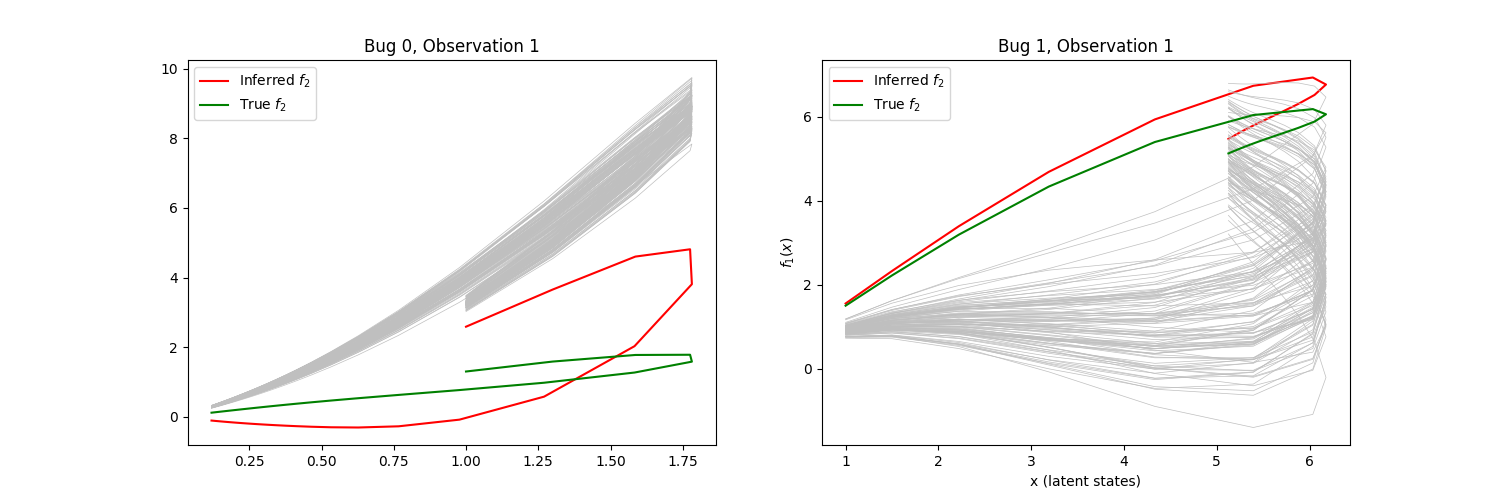 Bug 0, Observation 1
Inferred f₂
True f₂
10
8
6
4
2
0
0.25 0.50 0.75 1.00 1.25 1.50 1.75
Bug 1, Observation 1
Inferred f₂
True f₂
f₁(x)
6
4
2
0
1 2 3 4 5 6
x (latent states)